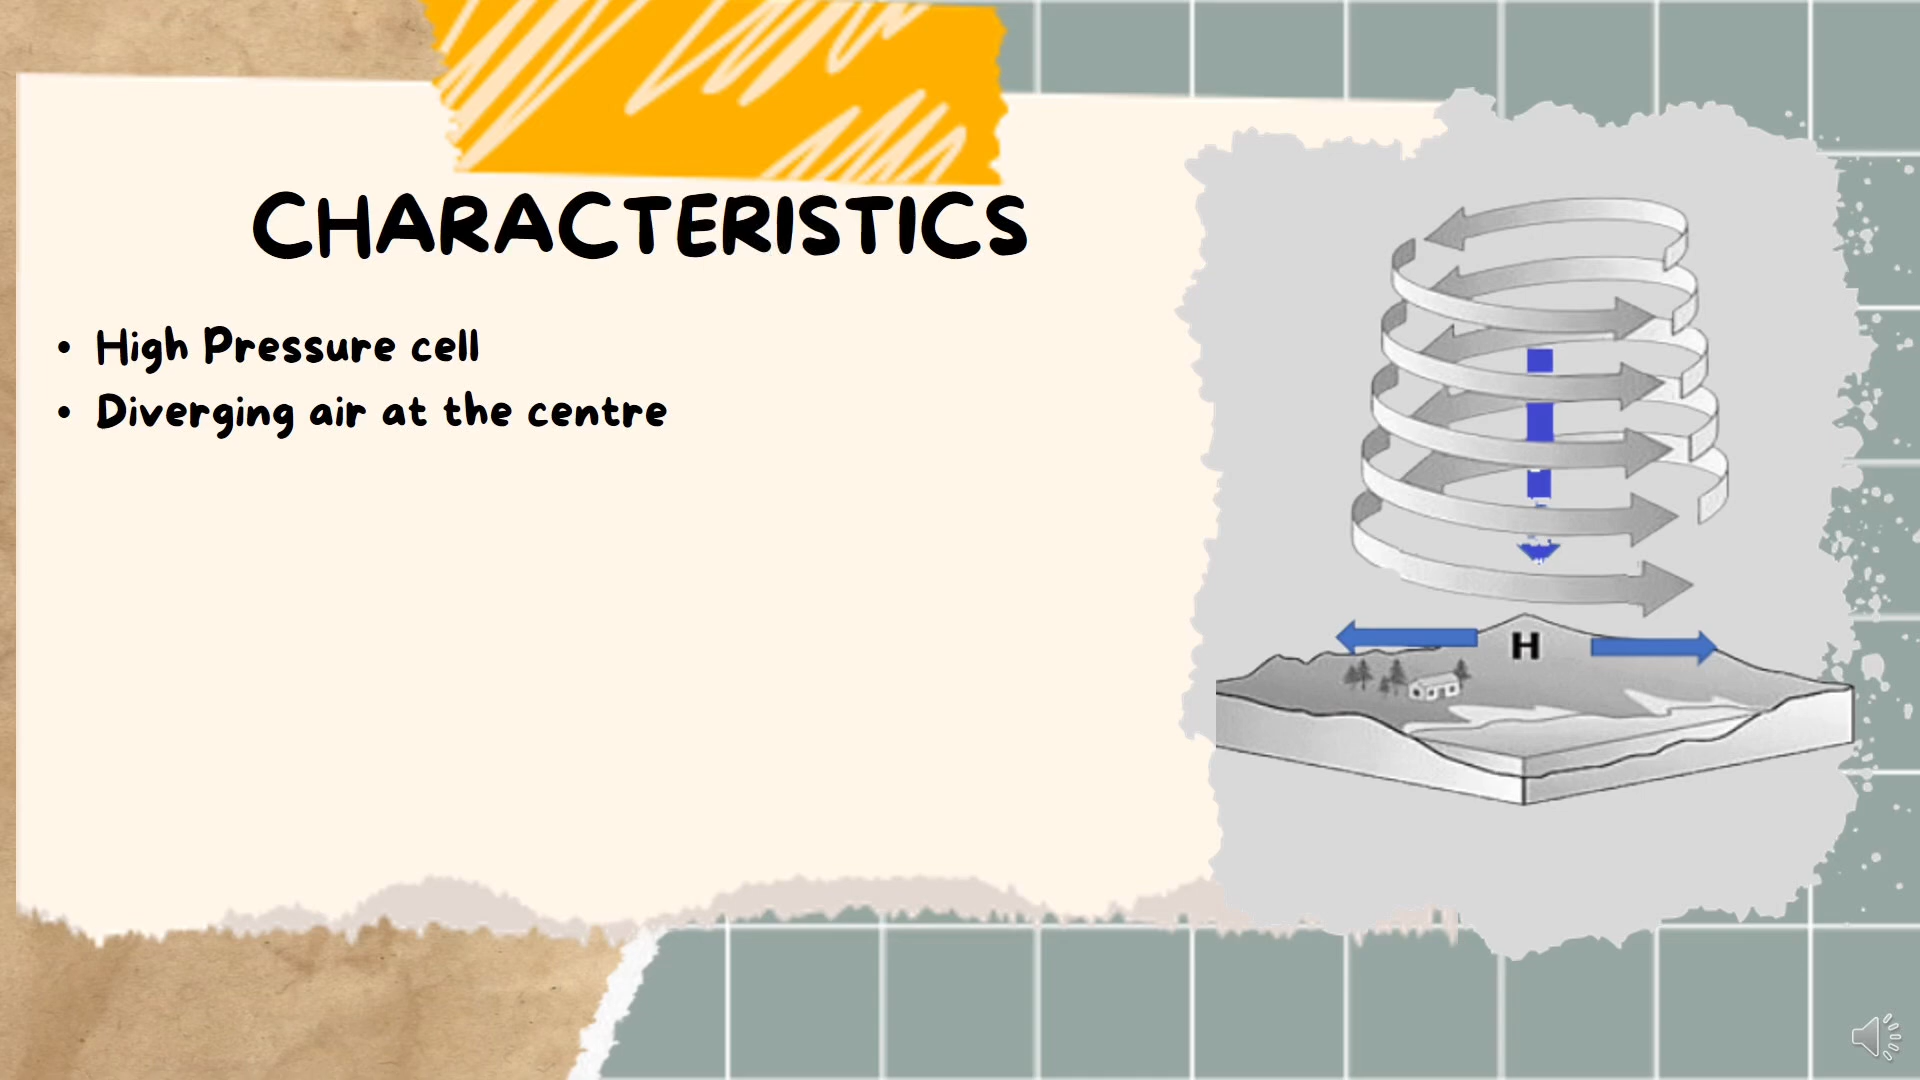 CHARACTERISTICS
• High Pressure cell
• Diverging air at the centre
H